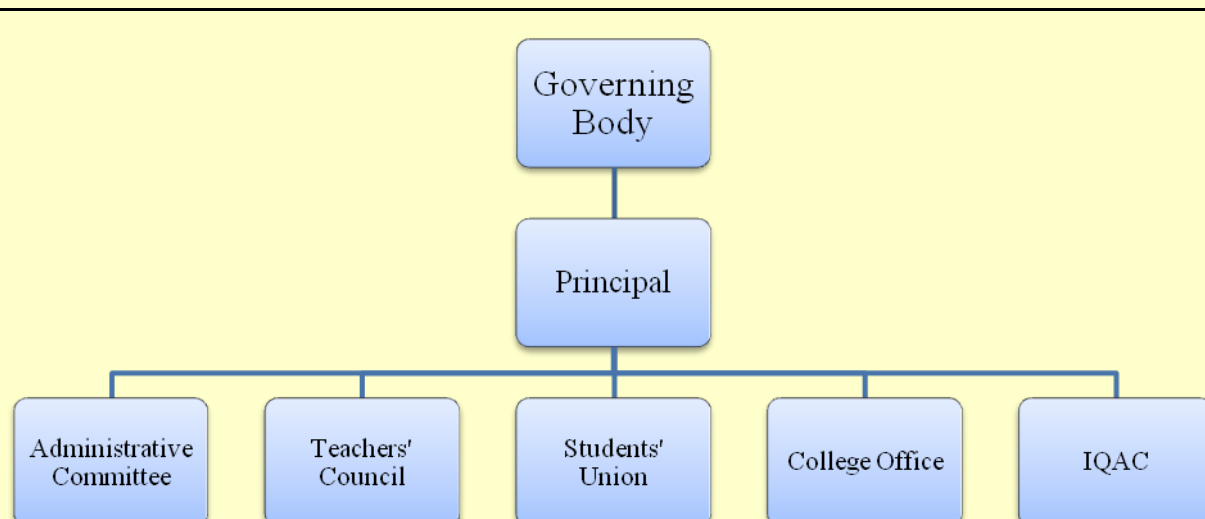 Governing
Body
Principal
Administrative
Committee
Teachers'
Council
Students'
Union
College Office
IQAC